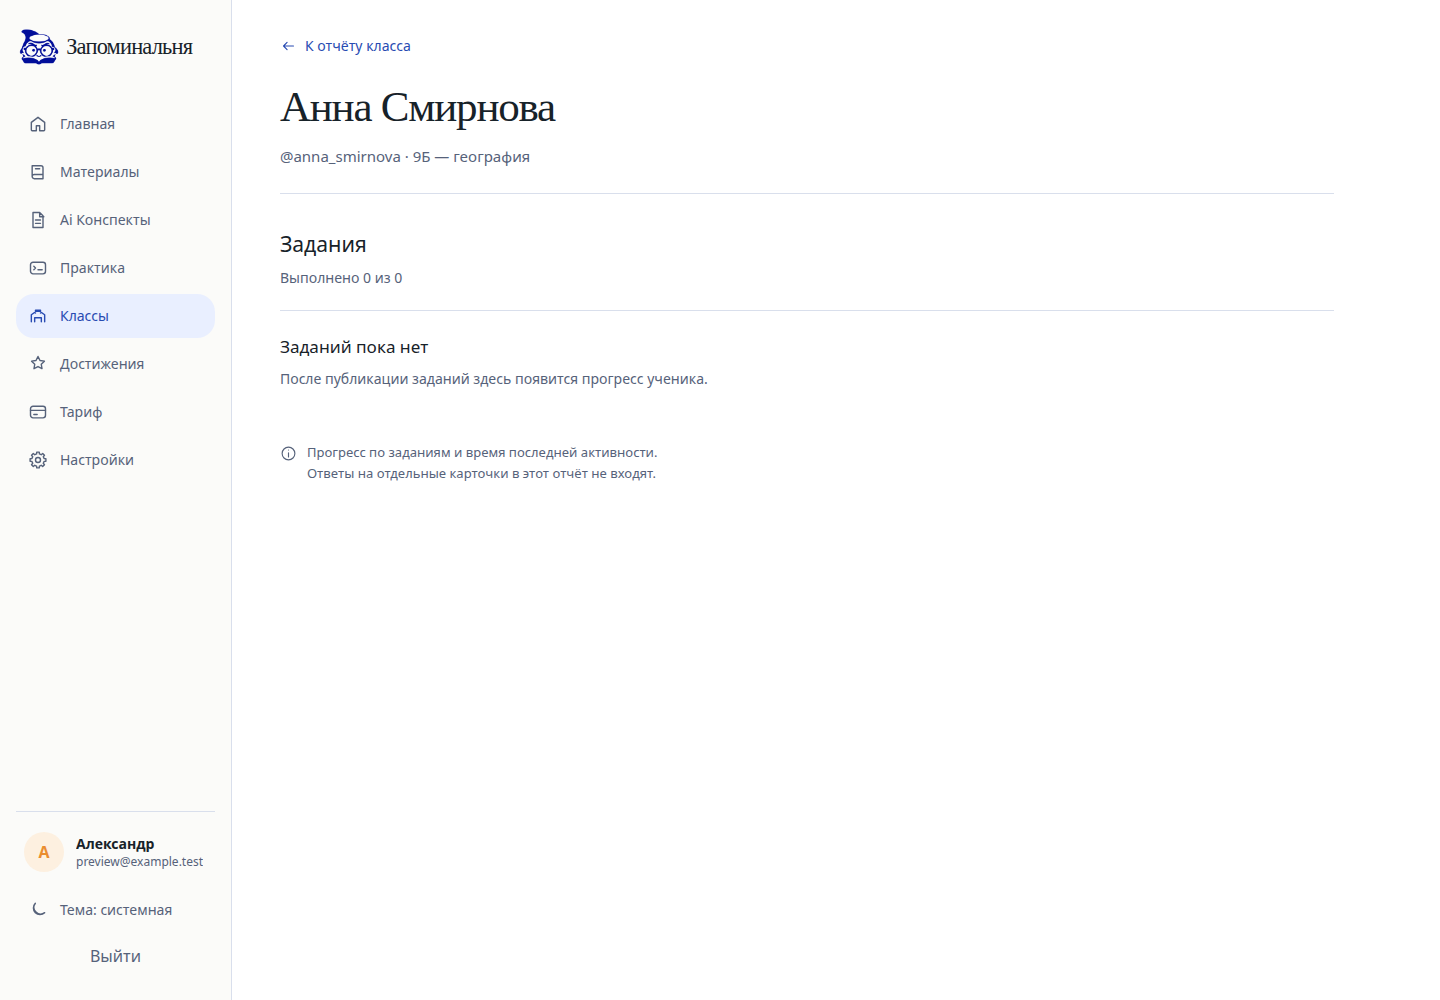 Запоминальня
Главная
Материалы
Ai Конспекты
Практика
Классы
Достижения
Тариф
Настройки
А
Александр
preview@example.test
Тема: системная
Выйти
К отчёту класса
Анна Смирнова
@anna_smirnova · 9Б — география
Задания
Выполнено 0 из 0
Заданий пока нет
После публикации заданий здесь появится прогресс ученика.
Прогресс по заданиям и время последней активности.
Ответы на отдельные карточки в этот отчёт не входят.